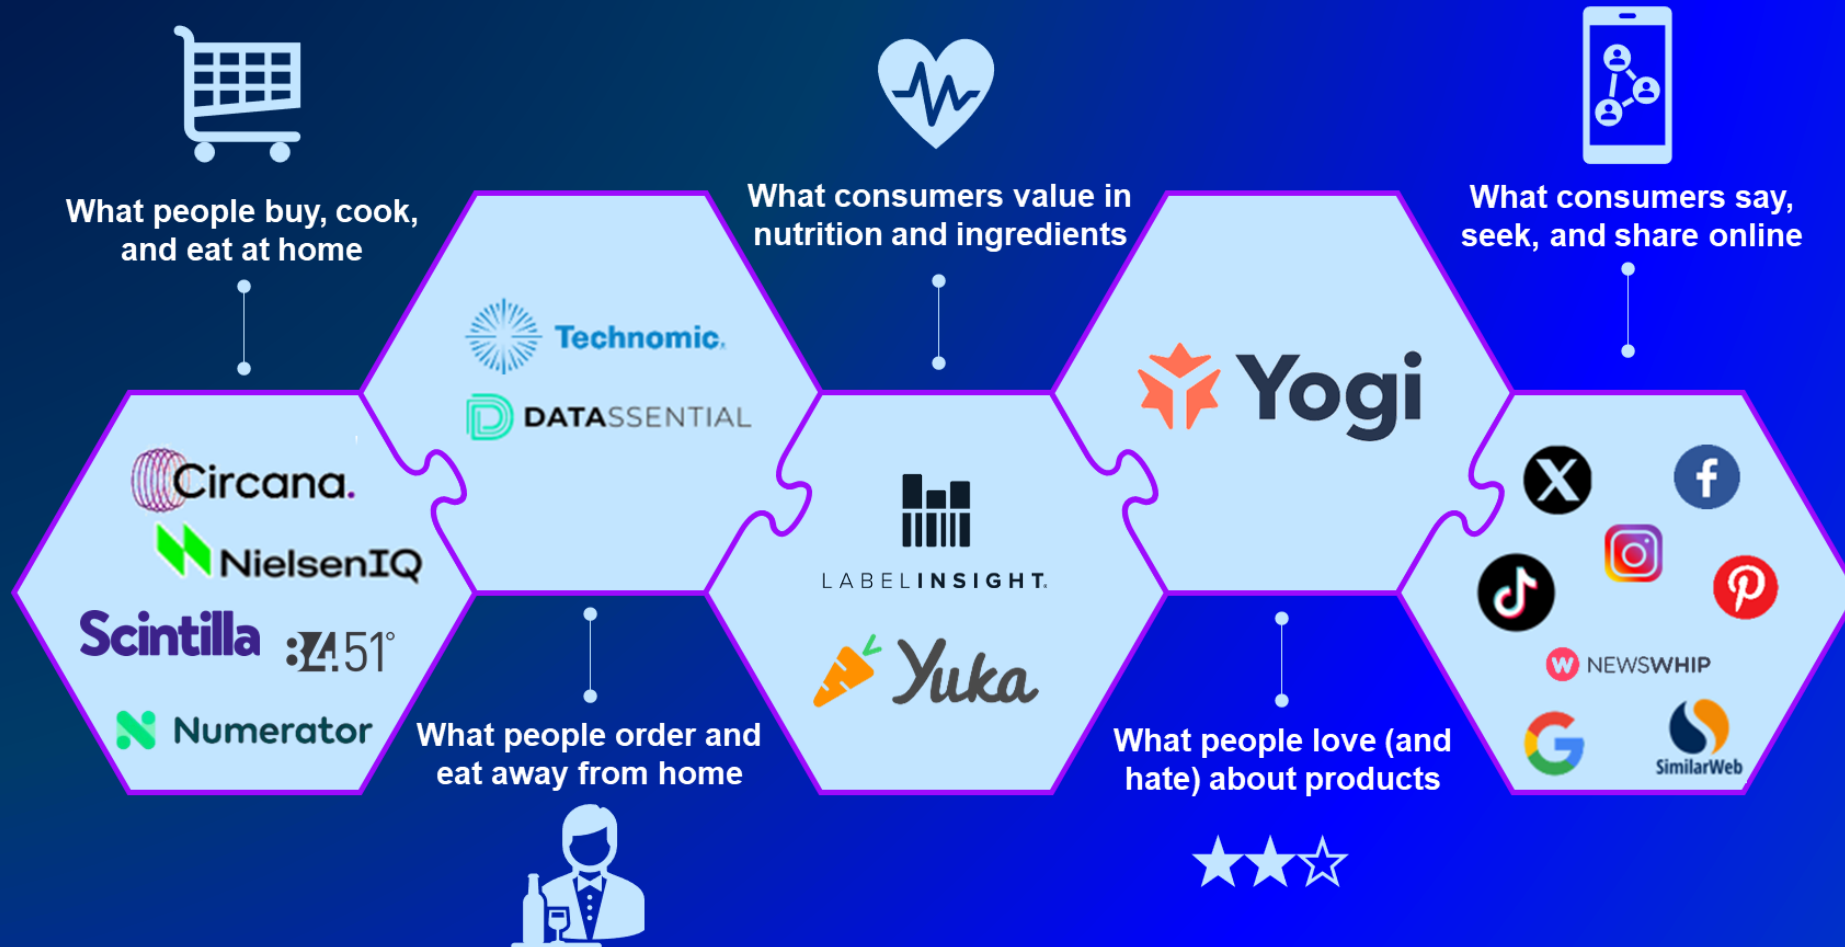 What people buy, cook,
and eat at home
Circana.
NielsenIQ
Scintilla
84.51°
Numerator
Technomic.
DATASSENTIAL
What people order and
eat away from home
What consumers value in
nutrition and ingredients
LABELINSIGHT.
Yuka
Yogi
What people love (and
hate) about products
What consumers say,
seek, and share online
X
f
P
W NEWSWHIP
G
SimilarWeb